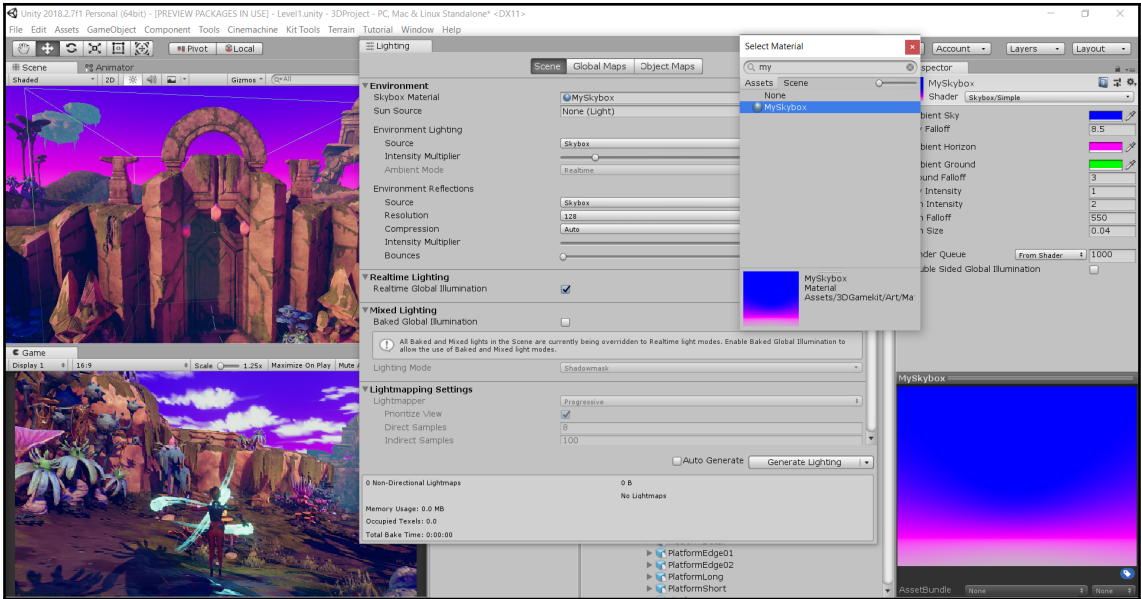 Unity 2018.2.7f1 Personal (64bit) - [PREVIEW PACKAGES IN USE] - Level1.unity - 3DProject - PC, Mac & Linux Standalone* <DX11>
File Edit Assets GameObject Component Tools Cinemachine Kit Tools Terrain Tutorial Window Help
Pivot Local Account Layers Layout
Scene Animator
Shaded 2D Gizmos All
Lighting
Scene Global Maps Object Maps
Environment
Skybox Material MySkybox
Sun Source None (Light)
Environment Lighting
Source Skybox
Intensity Multiplier
Ambient Mode Realtime
Environment Reflections
Source Skybox
Resolution 128
Compression Auto
Intensity Multiplier
Bounces
Realtime Lighting
Realtime Global Illumination
Mixed Lighting
Baked Global Illumination
All Baked and Mixed lights in the Scene are currently being overridden to Realtime light modes. Enable Baked Global Illumination to
allow the use of Baked and Mixed light modes.
Lighting Mode Shadowmask
Lightmapping Settings
Lightmapper Progressive
Prioritize View
Direct Samples 8
Indirect Samples 100
Auto Generate Generate Lighting
0 Non-Directional Lightmaps 0 B
No Lightmaps
Memory Usage: 0.0 MB
Occupied Texels: 0.0
Total Bake Time: 0:00:00
Select Material
my
Assets Scene
None
MySkybox
MySkybox
Material
Assets/3DGamekit/Art/Ma
spector
MySkybox
Shader Skybox/Simple
bient Sky
Falloff 8.5
bient Horizon
bient Ground
und Falloff 3
Intensity 1
Intensity 2
Falloff 550
Size 0.04
der Queue From Shader 1000
ble Sided Global Illumination
Game
Display 1 16:9 Scale 1.25x Maximize On Play Mute A
PlatformEdge01
PlatformEdge02
PlatformLong
PlatformShort
MySkybox
AssetBundle None None